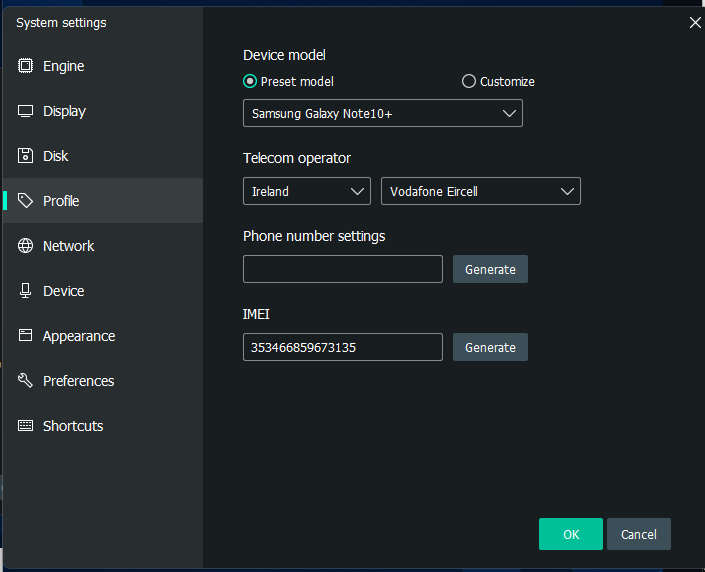 System settings
Engine
Display
Disk
Profile
Network
Device
Appearance
Preferences
Shortcuts
Device model
Preset model
Customize
Samsung Galaxy Note10+
Telecom operator
Ireland
Vodafone Eircell
Phone number settings
Generate
IMEI
353466859673135
Generate
OK
Cancel